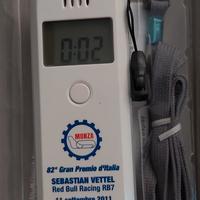 0:02
MONZA
82° Gran Premio d'Italia
SEBASTIAN VETTEL
Red Bull Racing RB7
11 settembre 2011